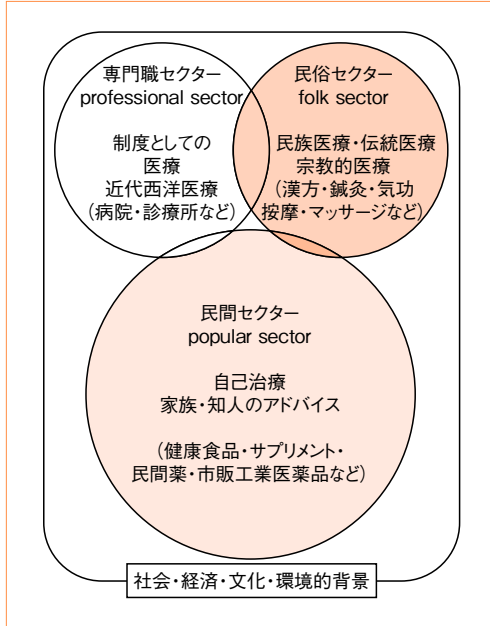 専門職セクター
professional sector
制度としての
医療
近代西洋医療
（病院・診療所など）
民俗セクター
folk sector
民族医療・伝統医療
宗教的医療
（漢方・鍼灸・気功
按摩・マッサージなど）
民間セクター
popular sector
自己治療
家族・知人のアドバイス
（健康食品・サプリメント・
民間薬・市販工業医薬品など）
社会・経済・文化・環境的背景